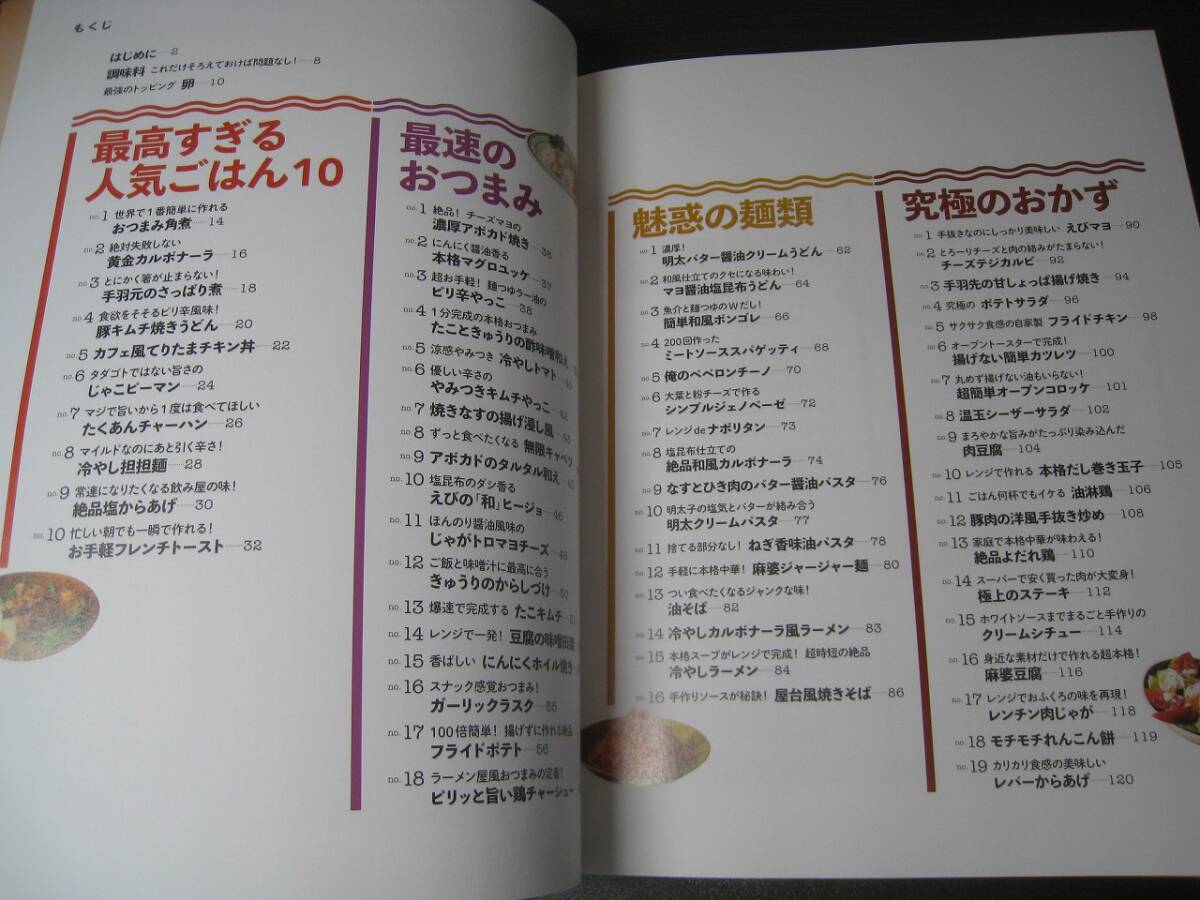 もくじ
はじめに—2
調味料 これだけそろえておけば問題なし!—8
最強のトッピング 卵—10
最高すぎる
人気ごはん10
no.1 世界で1番簡単に作れる
おつまみ角煮—14
no.2 絶対失敗しない
黄金カルボナーラ—16
no.3 とにかく箸が止まらない!
手羽元のさっぱり煮—18
no.4 食欲をそそるピリ辛風味!
豚キムチ焼きうどん—20
no.5 カフェ風てりたまチキン丼—22
no.6 タダゴトではない旨さの
じゃこピーマン—24
no.7 マジで旨いから1度は食べてほしい
たくあんチャーハン—26
no.8 マイルドなのにあと引く辛さ!
冷やし担担麺—28
no.9 常連になりたくなる飲み屋の味!
絶品塩からあげ—30
no.10 忙しい朝でも一瞬で作れる!
お手軽フレンチトースト—32
最速の
おつまみ
no.1 絶品! チーズマヨの
濃厚アボカド焼き—36
no.2 にんにく醤油香る
本格マグロユッケ—37
no.3 超お手軽! 麺つゆラー油の
ピリ辛やっこ—38
no.4 1分完成の本格おつまみ
たこときゅうりの酢味噌和え
no.5 涼感やみつき 冷やしトマト—40
no.6 優しい辛さの
やみつきキムチやっこ—42
no.7 焼きなすの揚げ浸し風—43
no.8 ずっと食べたくなる 無限キャベツ
no.9 アボカドのタルタル和え—45
no.10 塩昆布のダシ香る
えびの「和」ヒージョ—46
no.11 ほんのり醤油風味の
じゃがトロマヨチーズ—48
no.12 ご飯と味噌汁に最高に合う
きゅうりのからしづけ—50
no.13 爆速で完成する たこキムチ—51
no.14 レンジで一発! 豆腐の味噌田楽
no.15 香ばしい にんにくホイル焼き
no.16 スナック感覚おつまみ!
ガーリックラスク—55
no.17 100倍簡単! 揚げずに作れる絶品
フライドポテト—56
no.18 ラーメン屋風おつまみの定番!
ピリッと旨い鶏チャーシュー
魅惑の麺類
no.1 濃厚!
明太バター醤油クリームうどん—62
no.2 和風仕立てのクセになる味わい!
マヨ醤油塩昆布うどん—64
no.3 魚介と麺つゆのWだし!
簡単和風ボンゴレ—66
no.4 200回作った
ミートソーススパゲッティ—68
no.5 俺のペペロンチーノ—70
no.6 大葉と粉チーズで作る
シンプルジェノベーゼ—72
no.7 レンジdeナポリタン—73
no.8 塩昆布仕立ての
絶品和風カルボナーラ—74
no.9 なすとひき肉のバター醤油パスタ—76
no.10 明太子の塩気とバターが絡み合う
明太クリームパスタ—77
no.11 捨てる部分なし! ねぎ香味油パスタ—78
no.12 手軽に本格中華! 麻婆ジャージャー麺—80
no.13 つい食べたくなるジャンクな味!
油そば—82
no.14 冷やしカルボナーラ風ラーメン—83
no.15 本格スープがレンジで完成! 超時短の絶品
冷やしラーメン—84
no.16 手作りソースが秘訣! 屋台風焼きそば—86
究極のおかず
no.1 手抜きなのにしっかり美味しい えびマヨ—90
no.2 とろーりチーズと肉の絡みがたまらない!
チーズテジカルビ—92
no.3 手羽先の甘しょっぱ揚げ焼き—94
no.4 究極の ポテトサラダ—96
no.5 サクサク食感の自家製 フライドチキン—98
no.6 オーブントースターで完成!
揚げない簡単カツレツ—100
no.7 丸めず揚げない油もいらない!
超簡単オープンコロッケ—101
no.8 温玉シーザーサラダ—102
no.9 まろやかな旨みがたっぷり染み込んだ
肉豆腐—104
no.10 レンジで作れる 本格だし巻き玉子—105
no.11 ごはん何杯でもイケる 油淋鶏—106
no.12 豚肉の洋風手抜き炒め—108
no.13 家庭で本格中華が味わえる!
絶品よだれ鶏—110
no.14 スーパーで安く買った肉が大変身!
極上のステーキ—112
no.15 ホワイトソースまでまるごと手作りの
クリームシチュー—114
no.16 身近な素材だけで作れる超本格!
麻婆豆腐—116
no.17 レンジでおふくろの味を再現!
レンチン肉じゃが—118
no.18 モチモチれんこん餅—119
no.19 カリカリ食感の美味しい
レバーからあげ—120